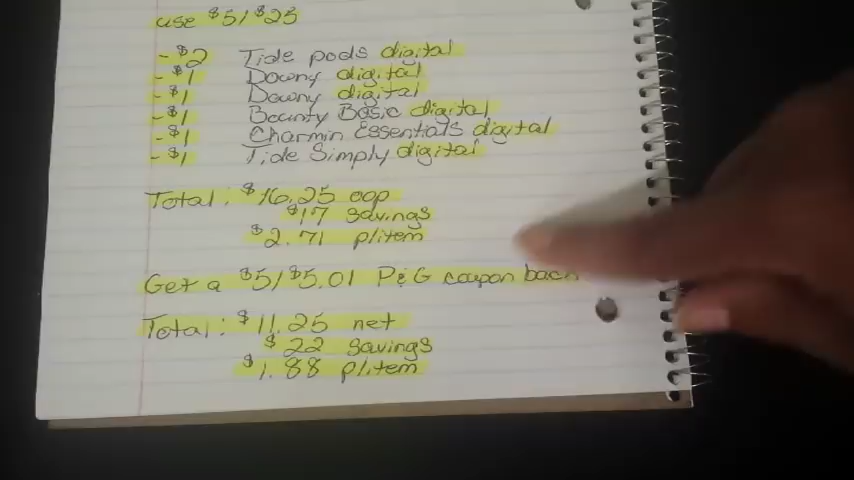 use $5/$25
-$2 Tide pods digital
-$1 Downy digital
-$1 Downy digital
-$1 Bounty Basic digital
-$1 Charmin Essentials digital
-$1 Tide Simply digital
Total: $16.25 oop
$17 savings
$2.71 p/item
Get a $5/$5.01 P&G coupon back
Total: $11.25 net
$22 savings
$1.88 p/item